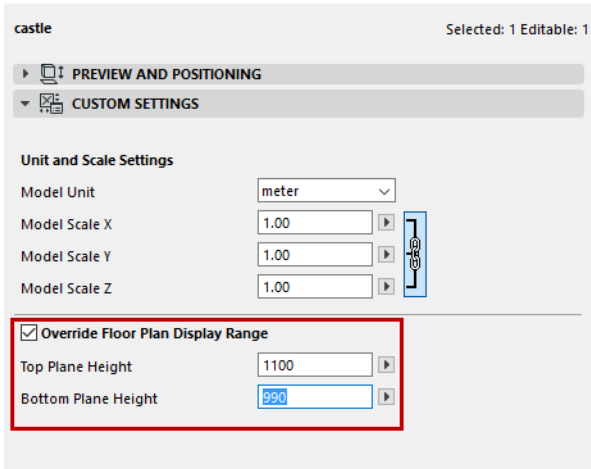 castle Selected: 1 Editable: 1
PREVIEW AND POSITIONING
CUSTOM SETTINGS
Unit and Scale Settings
Model Unit meter
Model Scale X 1.00
Model Scale Y 1.00
Model Scale Z 1.00
Override Floor Plan Display Range
Top Plane Height 1100
Bottom Plane Height 990